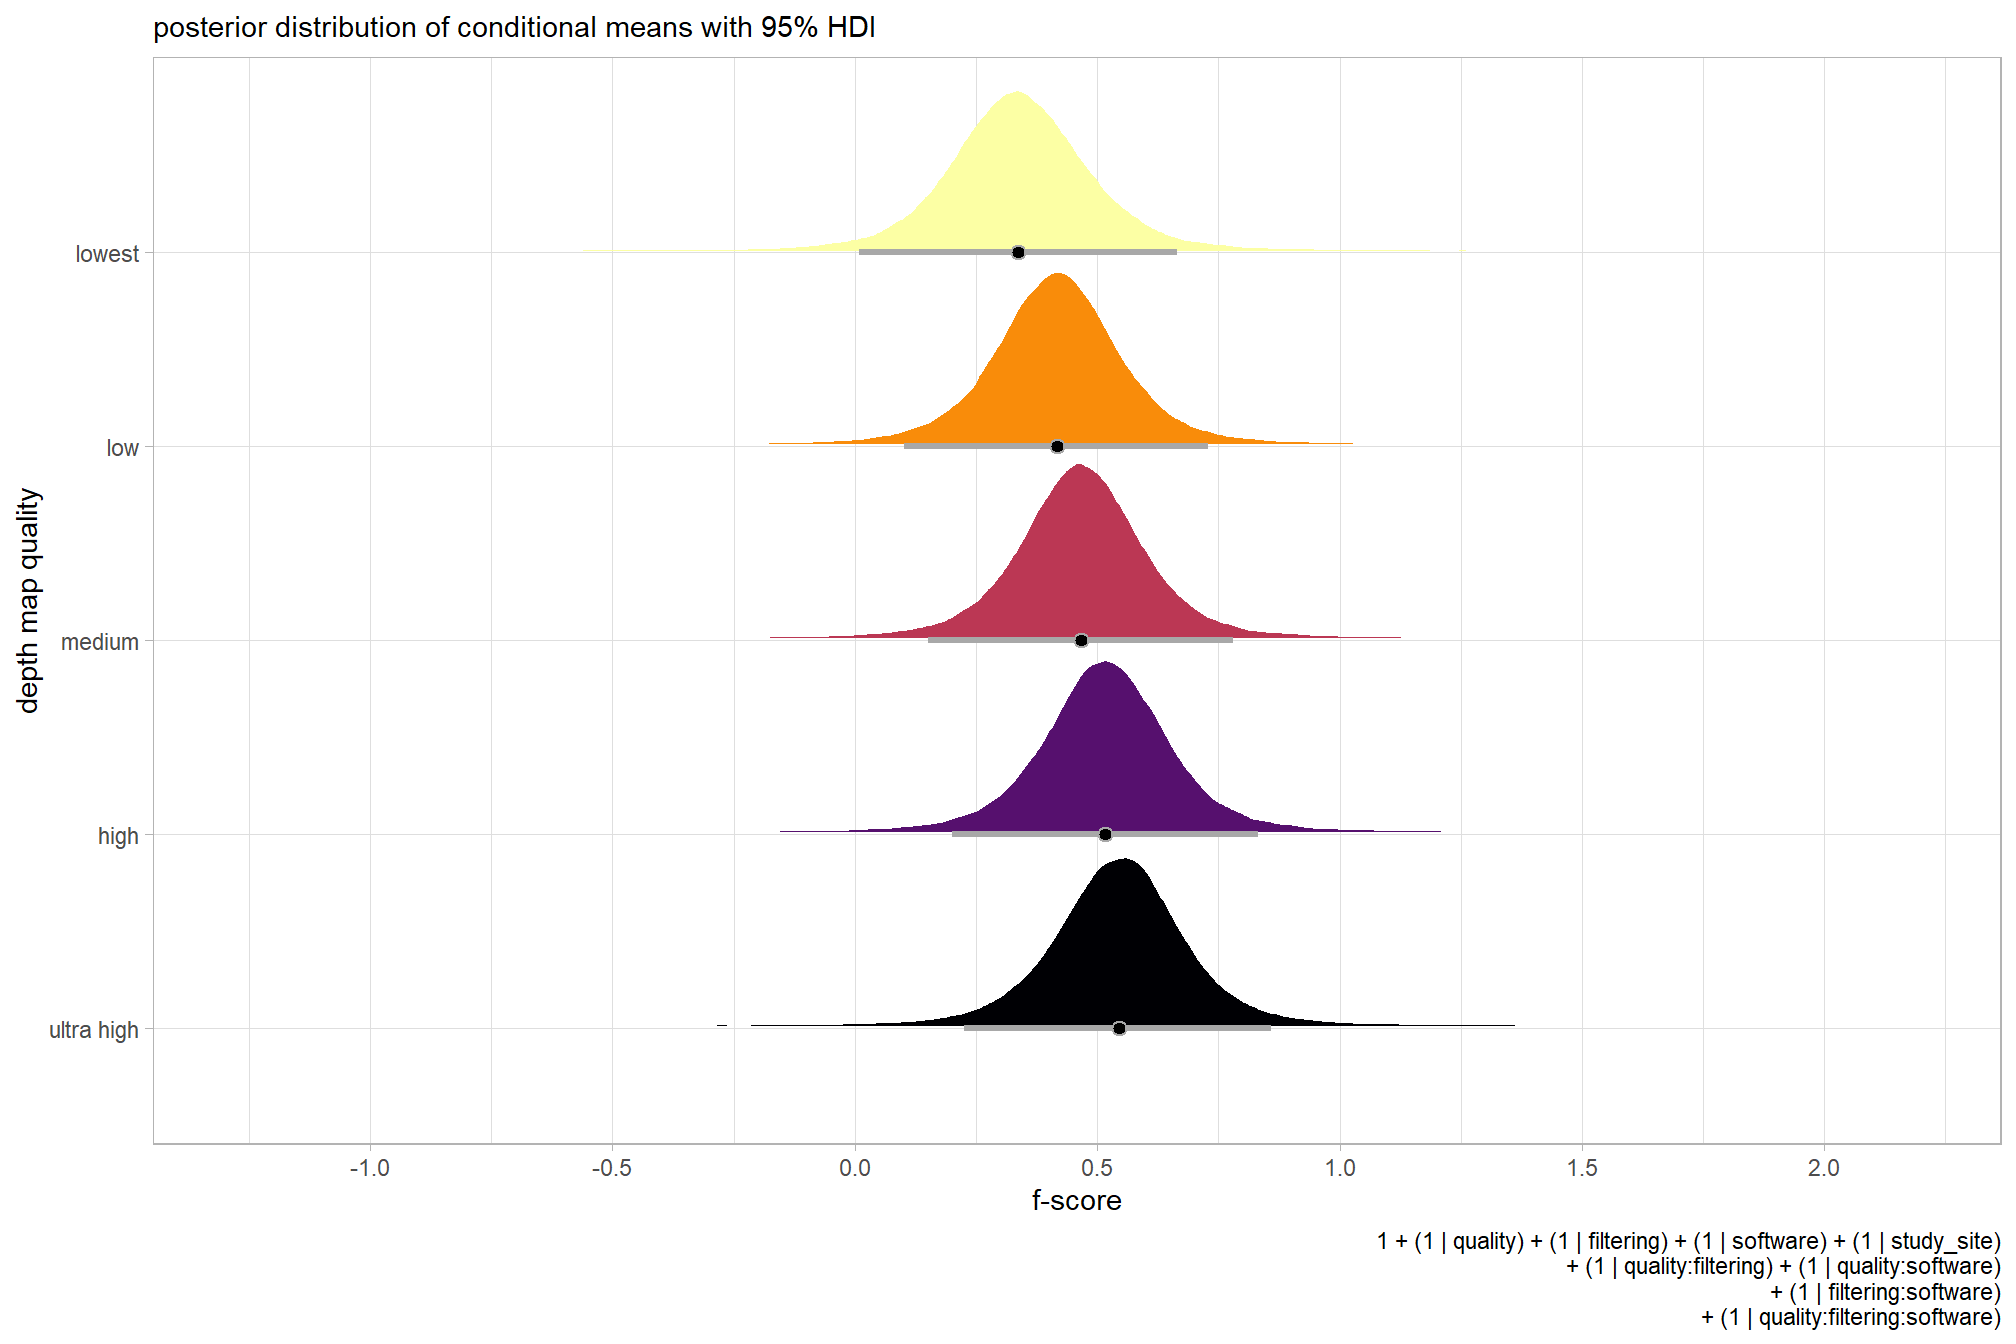 posterior distribution of conditional means with 95% HDI
depth map quality
lowest
low
medium
high
ultra high
-1.0 -0.5 0.0 0.5 1.0 1.5 2.0
f-score
1 + (1 | quality) + (1 | filtering) + (1 | software) + (1 | study_site)
+ (1 | quality:filtering) + (1 | quality:software)
+ (1 | filtering:software)
+ (1 | quality:filtering:software)